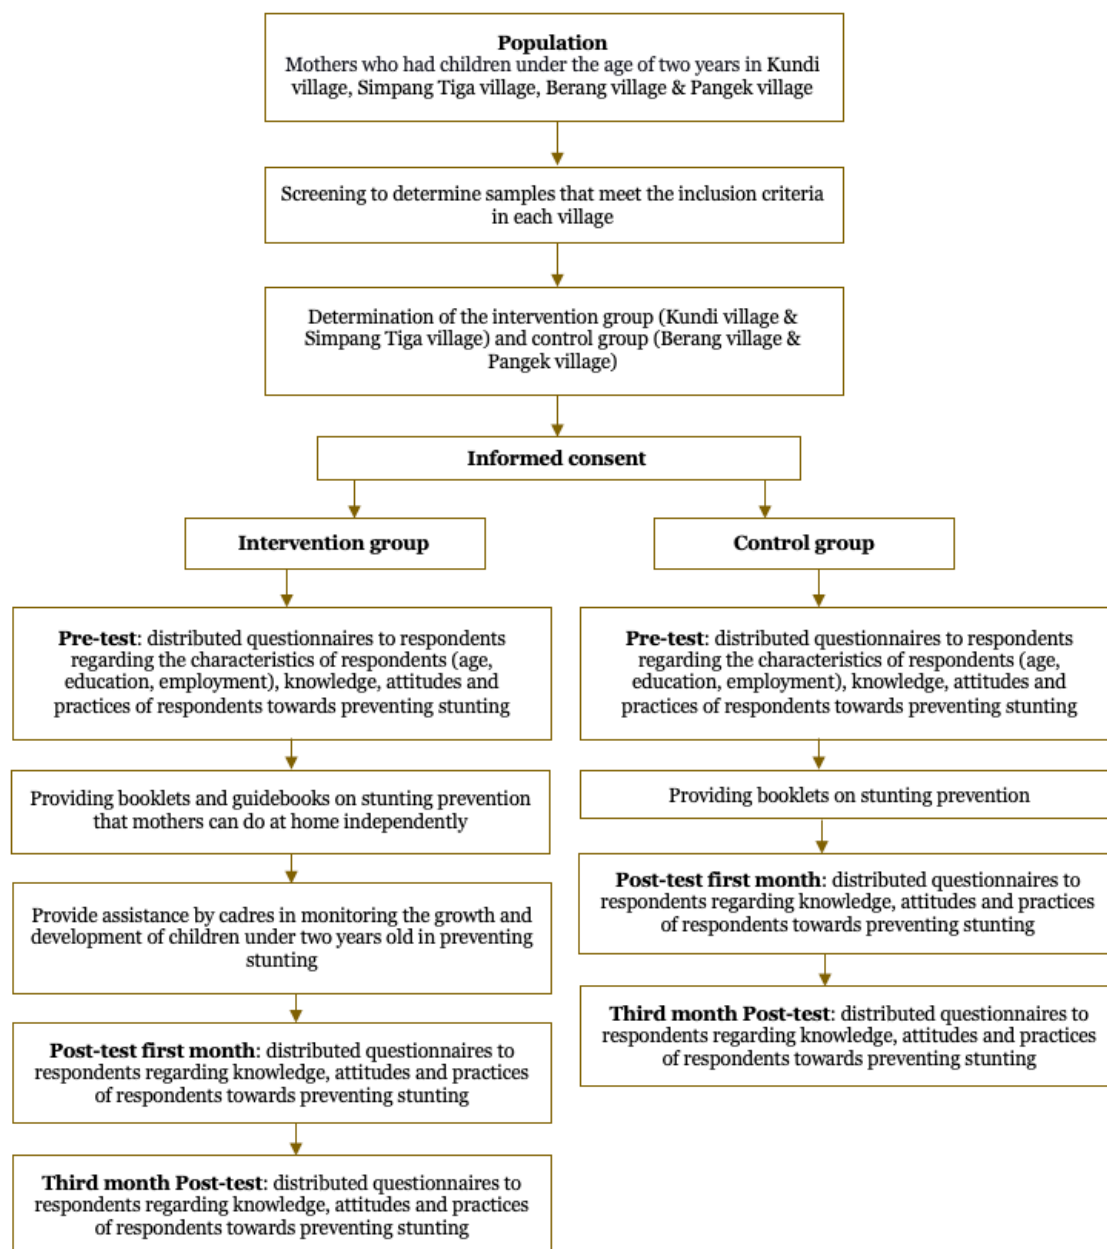 Population
Mothers who had children under the age of two years in Kundi
village, Simpang Tiga village, Berang village & Pangek village
Screening to determine samples that meet the inclusion criteria
in each village
Determination of the intervention group (Kundi village &
Simpang Tiga village) and control group (Berang village &
Pangek village)
Informed consent
Intervention group
Control group
Pre-test: distributed questionnaires to respondents
regarding the characteristics of respondents (age,
education, employment), knowledge, attitudes and
practices of respondents towards preventing stunting
Providing booklets and guidebooks on stunting prevention
that mothers can do at home independently
Provide assistance by cadres in monitoring the growth and
development of children under two years old in preventing
stunting
Post-test first month: distributed questionnaires to
respondents regarding knowledge, attitudes and practices
of respondents towards preventing stunting
Third month Post-test: distributed questionnaires to
respondents regarding knowledge, attitudes and practices
of respondents towards preventing stunting
Pre-test: distributed questionnaires to respondents
regarding the characteristics of respondents (age,
education, employment), knowledge, attitudes and
practices of respondents towards preventing stunting
Providing booklets on stunting prevention
Post-test first month: distributed questionnaires to
respondents regarding knowledge, attitudes and practices
of respondents towards preventing stunting
Third month Post-test: distributed questionnaires to
respondents regarding knowledge, attitudes and practices
of respondents towards preventing stunting